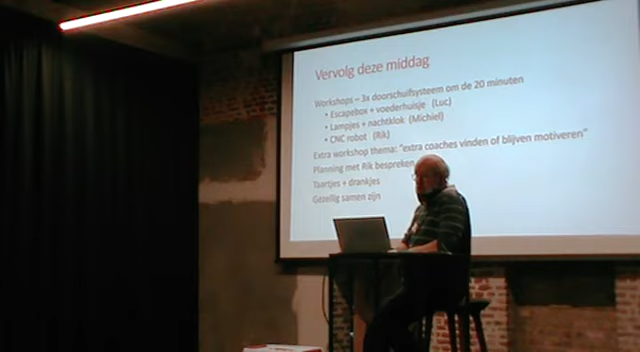 Vervolg deze middag
Workshops – 3x doorschuifsysteem om de 20 minuten
• Escapebox + voederhuisje (Luc)
• Lampjes + nachtklok (Michiel)
• CNC robot (Rik)
Extra workshop thema: "extra coaches vinden of blijven motiveren"
Planning met Rik bespreken
Taartjes + drankjes
Gezellig samen zijn